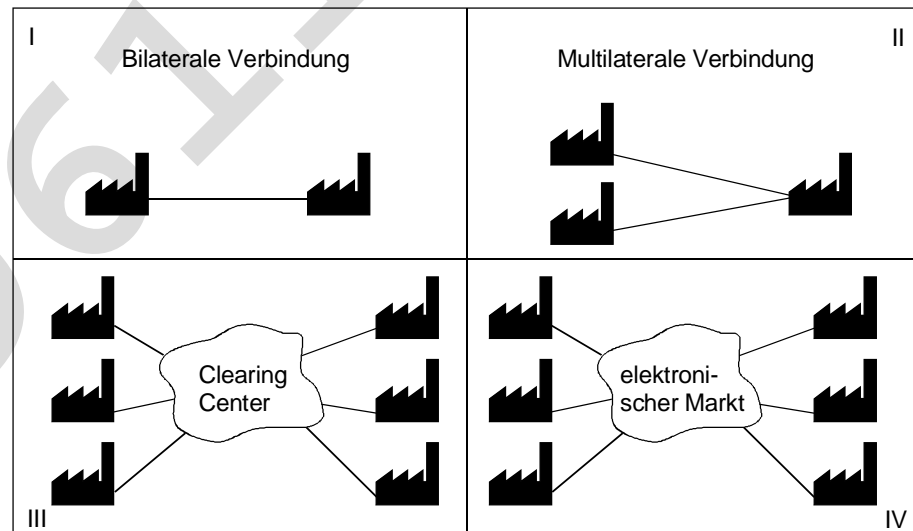 I
Bilaterale Verbindung
II
Multilaterale Verbindung
Clearing
Center
III
elektroni-
scher Markt
IV